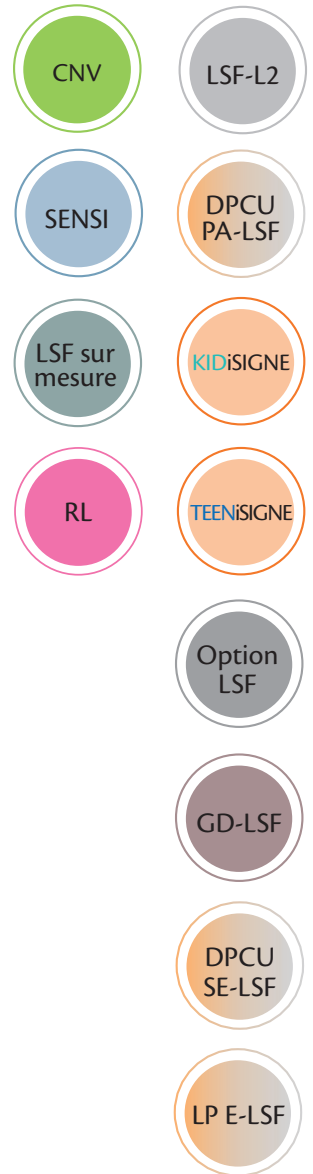 CNV
LSF-L2
SENSI
DPCU
PA-LSF
LSF sur
mesure
KIDiSIGNE
RL
TEENiSIGNE
Option
LSF
GD-LSF
DPCU
SE-LSF
LP E-LSF